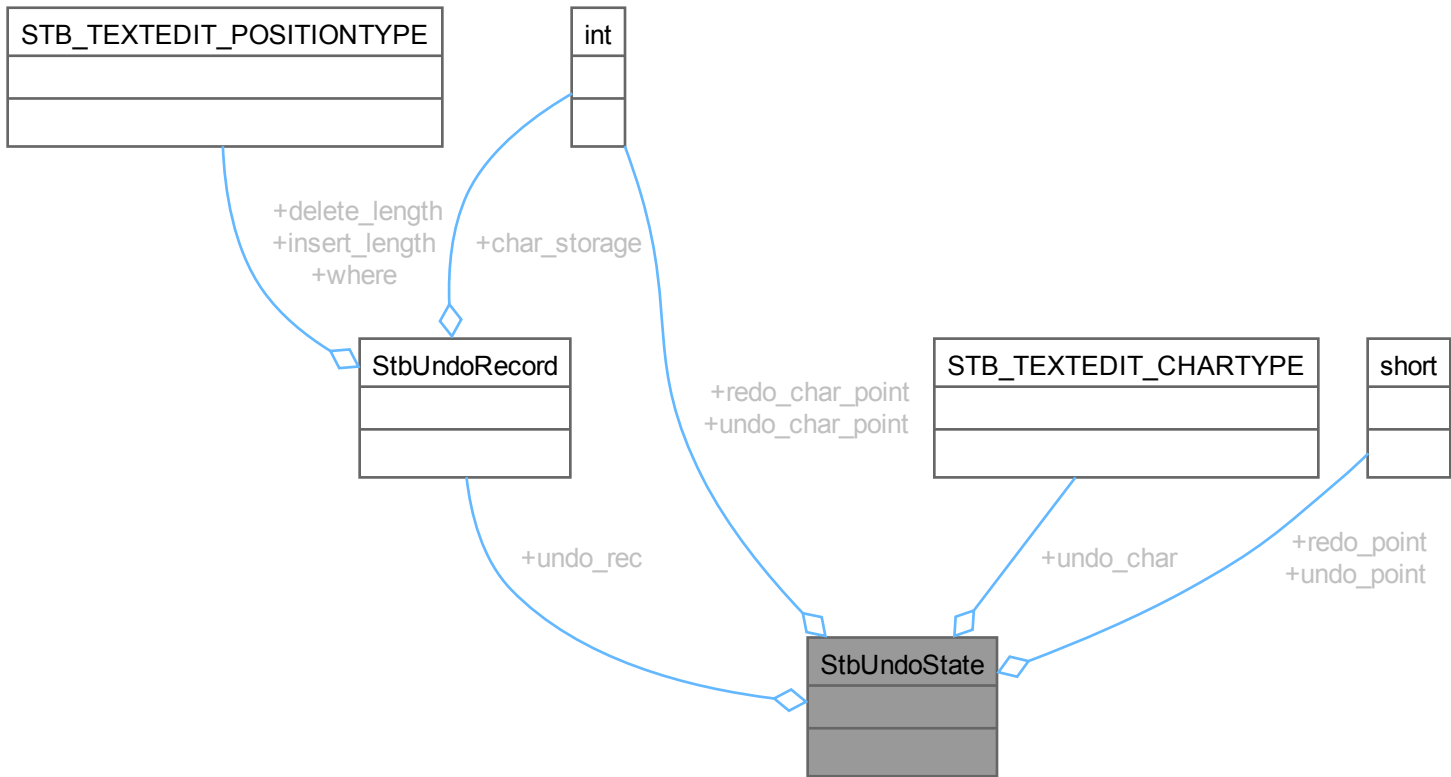 STB_TEXTEDIT_POSITIONTYPE
int
+delete_length
+insert_length
+where
+char_storage
StbUndoRecord
+redo_char_point
+undo_char_point
STB_TEXTEDIT_CHARTYPE
short
+undo_rec
+undo_char
+redo_point
+undo_point
StbUndoState